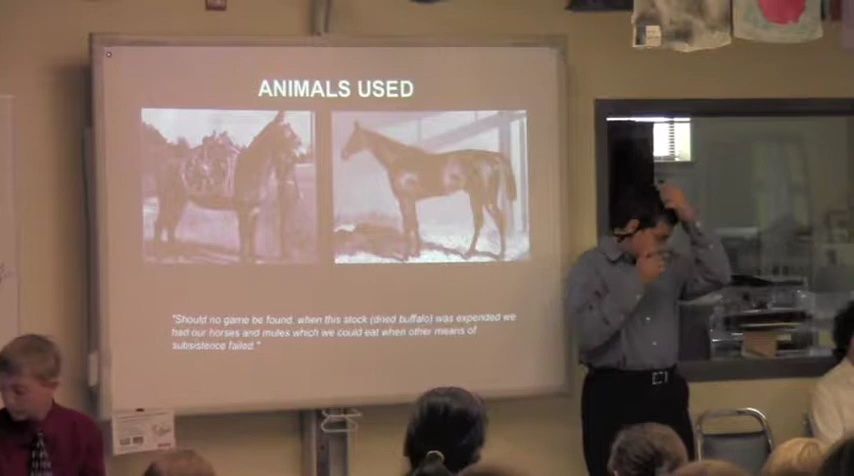 ANIMALS USED
"Should no game be found, when this stock (dried buffalo) was expended we
had our horses and mules which we could eat when other means of
subsistence failed."